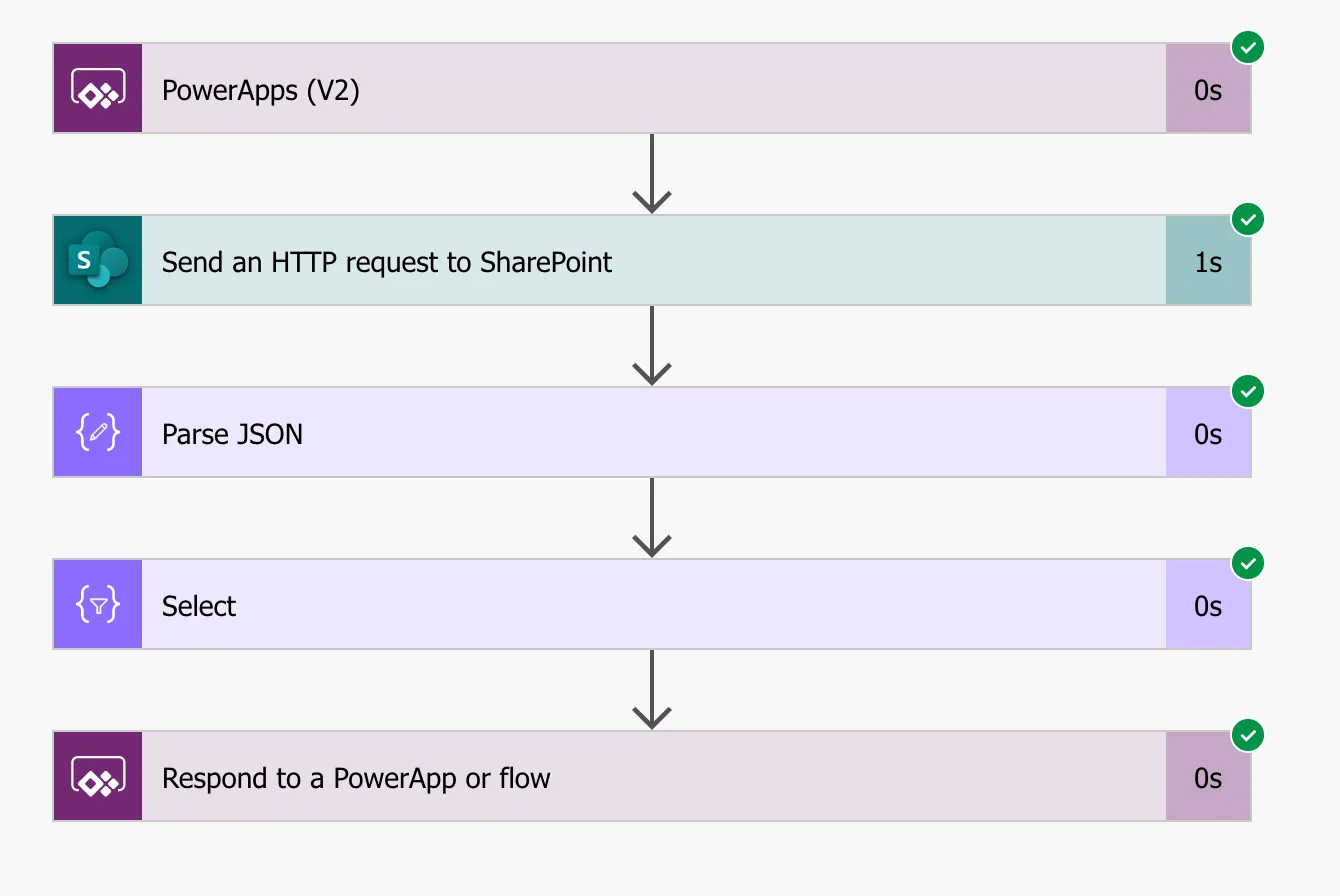 PowerApps (V2) 0s
S Send an HTTP request to SharePoint 1s
Parse JSON 0s
Select 0s
Respond to a PowerApp or flow 0s